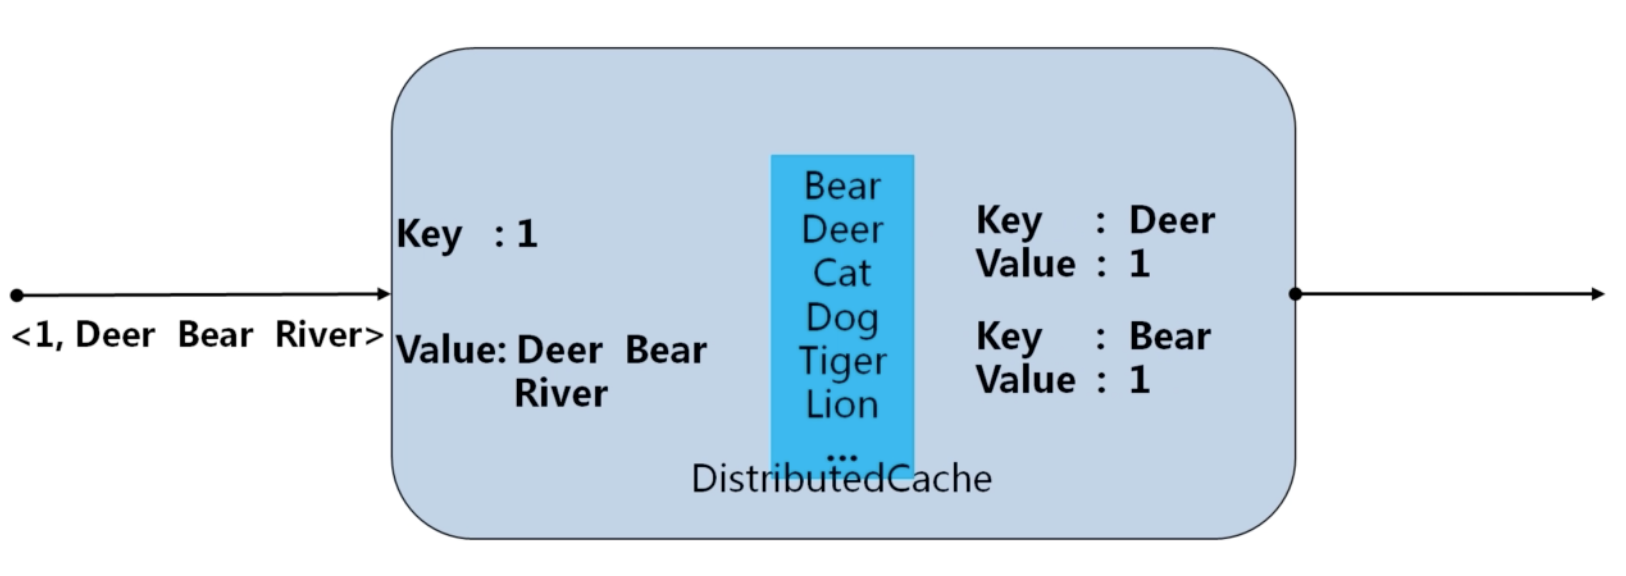 <1, Deer Bear River>
Key : 1
Value: Deer Bear
River
Bear
Deer
Cat
Dog
Tiger
Lion
...
DistributedCache
Key : Deer
Value : 1
Key : Bear
Value : 1